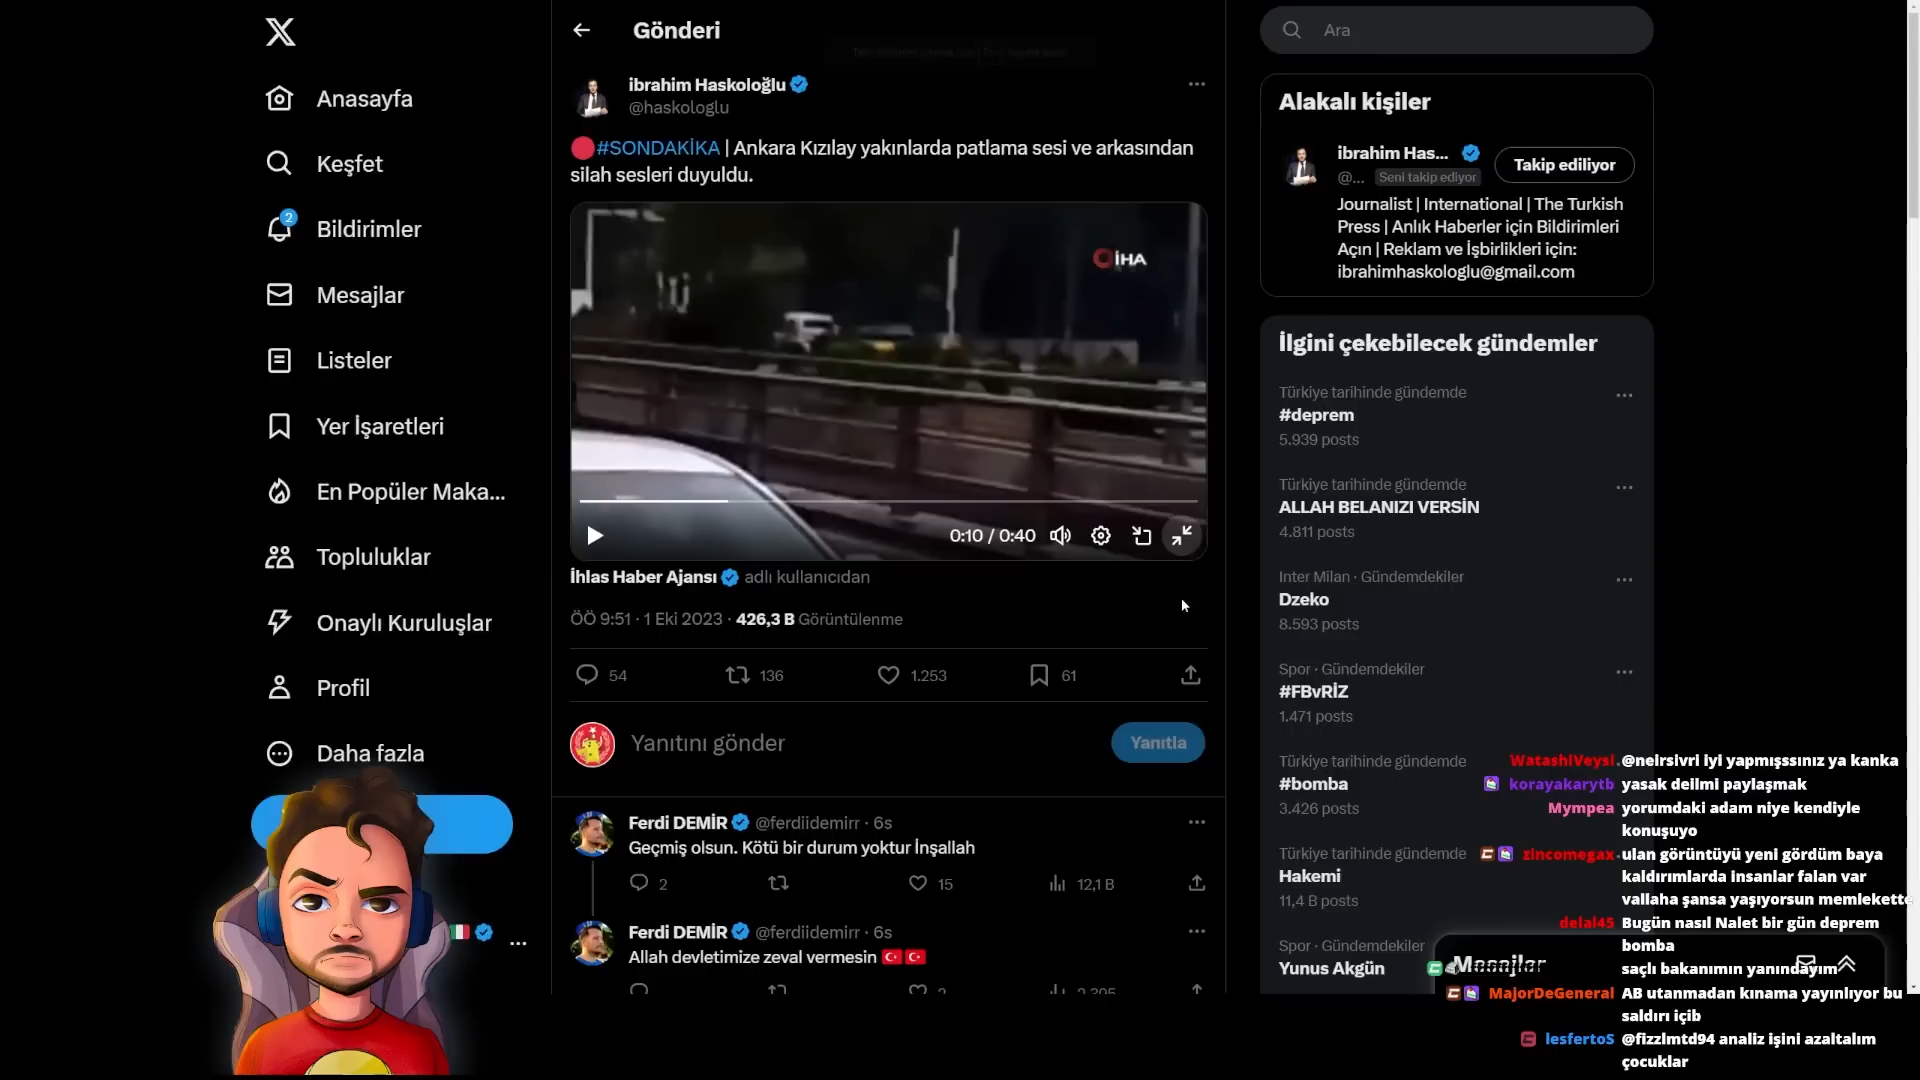 Anasayfa
Keşfet
2
Bildirimler
Mesajlar
Listeler
Yer İşaretleri
En Popüler Maka...
Topluluklar
Onaylı Kuruluşlar
Profil
Daha fazla
Gönderi
ibrahim Haskoloğlu
@haskologlu
#SONDAKİKA | Ankara Kızılay yakınlarda patlama sesi ve arkasından
silah sesleri duyuldu.
İHA
0:10 / 0:40
İhlas Haber Ajansı adlı kullanıcıdan
ÖÖ 9:51 · 1 Eki 2023 · 426,3 B Görüntülenme
54 136 1.253 61
Yanıtını gönder
Yanıtla
Ferdi DEMİR @ferdiidemirr · 6s
Geçmiş olsun. Kötü bir durum yoktur İnşallah
2 15 12,1 B
Ferdi DEMİR @ferdiidemirr · 6s
Allah devletimize zeval vermesin
2 2.395
Ara
Alakalı kişiler
ibrahim Has...
@... Seni takip ediyor
Takip ediliyor
Journalist | International | The Turkish
Press | Anlık Haberler için Bildirimleri
Açın | Reklam ve İşbirlikleri için:
ibrahimhaskologlu@gmail.com
İlgini çekebilecek gündemler
Türkiye tarihinde gündemde
#deprem
5.939 posts
Türkiye tarihinde gündemde
ALLAH BELANIZI VERSİN
4.811 posts
Inter Milan · Gündemdekiler
Dzeko
8.593 posts
Spor · Gündemdekiler
#FBvRİZ
1.471 posts
Türkiye tarihinde gündemde
#bomba
3.426 posts
Türkiye tarihinde gündemde
Hakemi
11,4 B posts
Spor · Gündemdekiler
Yunus Akgün
Mesajlar
WatashiVeysi. @neirsivri iyi yapmışssınız ya kanka
korayakarytb yasak deilmi paylaşmak
Mympea yorumdaki adam niye kendiyle
konuşuyo
zincomegax. ulan görüntüyü yeni gördüm baya
kaldırımlarda insanlar falan var
vallaha şansa yaşıyorsun memlekette
delal45 Bugün nasıl Nalet bir gün deprem
bomba
saçlı bakanımın yanındayım
MajorDeGeneral AB utanmadan kınama yayınlıyor bu
saldırı içib
lesfertoS @fizzlmtd94 analiz işini azaltalım
çocuklar